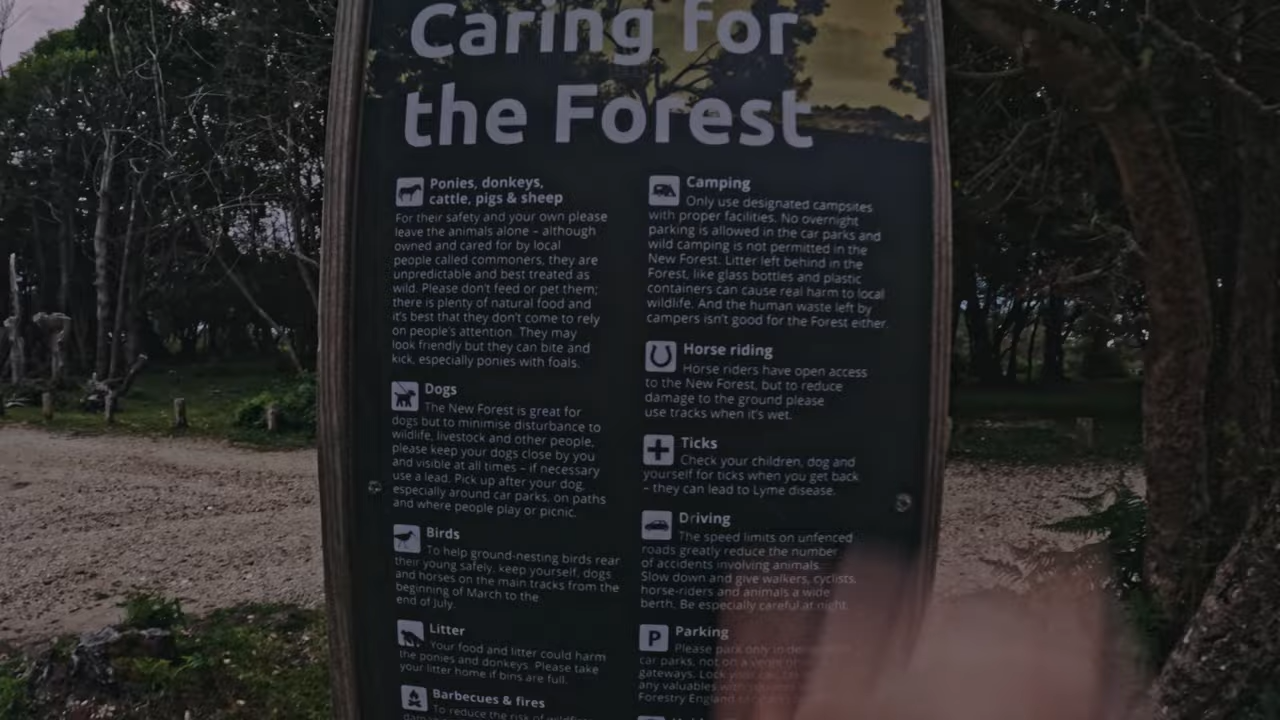 Caring for
the Forest
Ponies, donkeys,
cattle, pigs & sheep
For their safety and your own please
leave the animals alone – although
owned and cared for by local
people called commoners, they are
unpredictable and best treated as
wild. Please don't feed or pet them;
there is plenty of natural food and
it's best that they don't come to rely
on people's attention. They may
look friendly but they can bite and
kick, especially ponies with foals.
Dogs
The New Forest is great for
dogs but to minimise disturbance to
wildlife, livestock and other people,
please keep your dogs close by you
and visible at all times – if necessary
use a lead. Pick up after your dog,
especially around car parks, on paths
and where people play or picnic.
Birds
To help ground-nesting birds rear
their young safely, keep yourself, dogs
and horses on the main tracks from the
beginning of March to the
end of July.
Litter
Your food and litter could harm
the ponies and donkeys. Please take
your litter home if bins are full.
Barbecues & fires
To reduce the risk of
Camping
Only use designated campsites
with proper facilities. No overnight
parking is allowed in the car parks and
wild camping is not permitted in the
New Forest. Litter left behind in the
Forest, like glass bottles and plastic
containers can cause real harm to local
wildlife. And the human waste left by
campers isn't good for the Forest either.
Horse riding
Horse riders have open access
to the New Forest, but to reduce
damage to the ground please
use tracks when it's wet.
Ticks
Check your children, dog and
yourself for ticks when you get back
– they can lead to Lyme disease.
Driving
The speed limits on unfenced
roads greatly reduce the number
of accidents involving animals.
Slow down and give walkers, cyclists,
horse-riders and animals a wide
berth. Be especially careful at night.
P
Parking
Please park only in
car parks, not on a verge or
gateways. Lock your
any valuables with
Forestry England